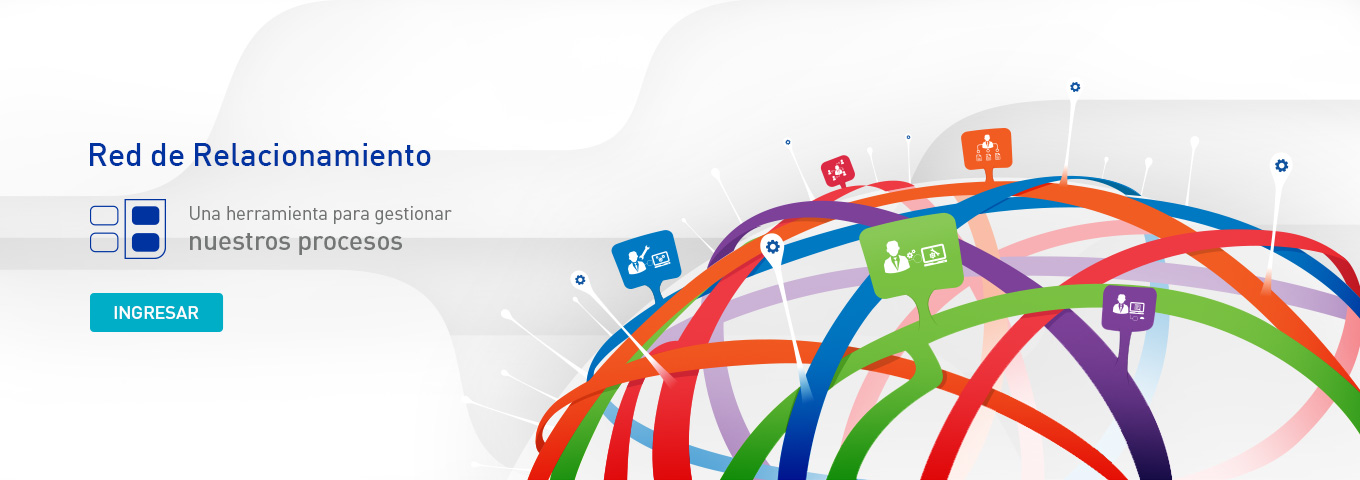 Red de Relacionamiento
Una herramienta para gestionar
nuestros procesos
INGRESAR